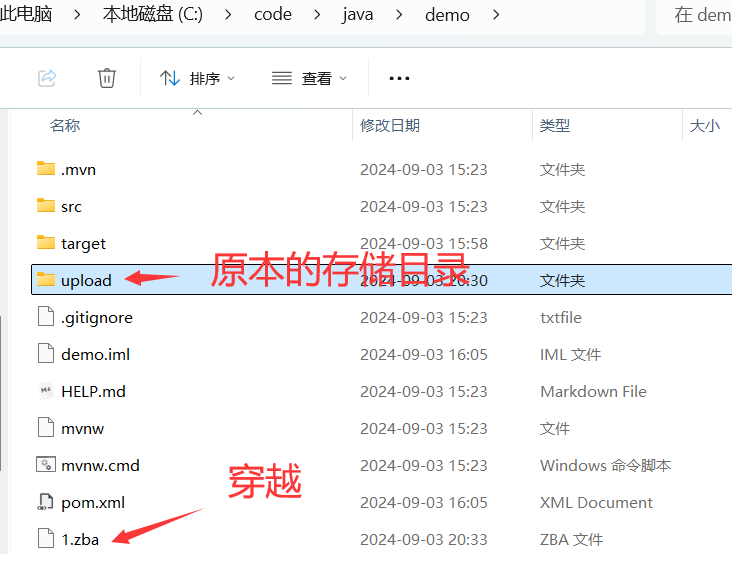 此电脑 > 本地磁盘 (C:) > code > java > demo >
在 dem
排序 查看 •••
名称 修改日期 类型 大小
.mvn 2024-09-03 15:23 文件夹
src 2024-09-03 15:23 文件夹
target 2024-09-03 15:58 文件夹
upload 原本的存储目录 2024-09-03 20:30 文件夹
.gitignore 2024-09-03 15:23 txtfile
demo.iml 2024-09-03 16:05 IML 文件
HELP.md 2024-09-03 15:23 Markdown File
mvnw 2024-09-03 15:23 文件
mvnw.cmd 2024-09-03 15:23 Windows 命令脚本
穿越
pom.xml 2024-09-03 16:05 XML Document
1.zba 2024-09-03 20:33 ZBA 文件